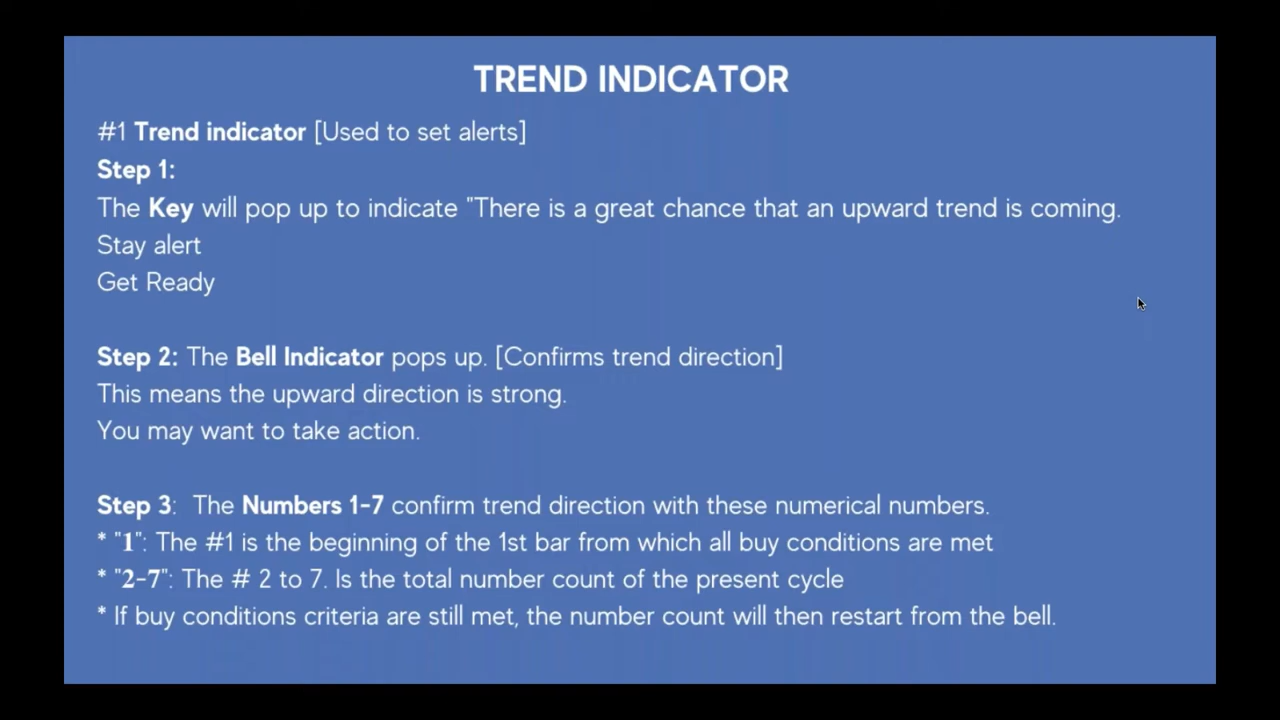 TREND INDICATOR
#1 Trend indicator [Used to set alerts]
Step 1:
The Key will pop up to indicate "There is a great chance that an upward trend is coming.
Stay alert
Get Ready
Step 2: The Bell Indicator pops up. [Confirms trend direction]
This means the upward direction is strong.
You may want to take action.
Step 3: The Numbers 1-7 confirm trend direction with these numerical numbers.
* "1": The #1 is the beginning of the 1st bar from which all buy conditions are met
* "2-7": The # 2 to 7. Is the total number count of the present cycle
* If buy conditions criteria are still met, the number count will then restart from the bell.